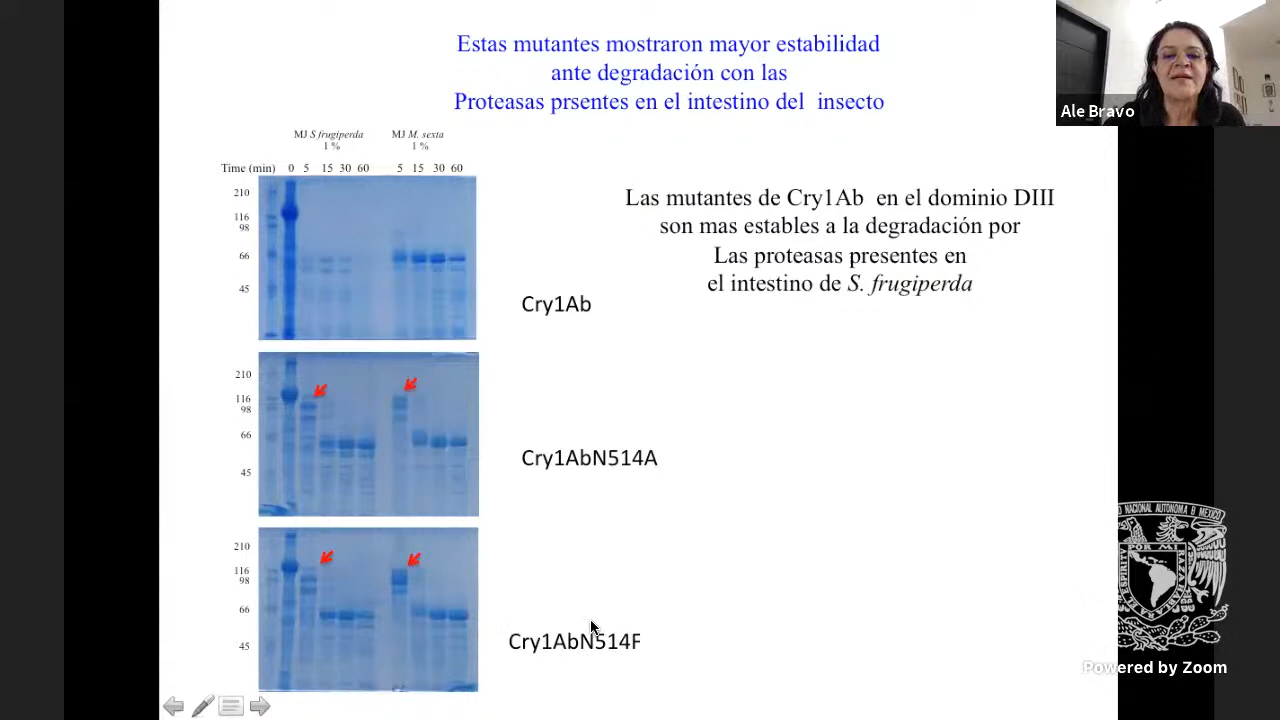 Estas mutantes mostraron mayor estabilidad
ante degradación con las
Proteasas prsentes en el intestino del insecto
Ale Bravo
MJ S frugiperda
1 %
MJ M. sexta
1 %
Time (min) 0 5 15 30 60 5 15 30 60
210
116
98
66
45
Cry1Ab
Las mutantes de Cry1Ab en el dominio DIII
son mas estables a la degradación por
Las proteasas presentes en
el intestino de S. frugiperda
210
116
98
66
45
Cry1AbN514A
210
116
98
66
45
Cry1AbN514F
Powered by Zoom